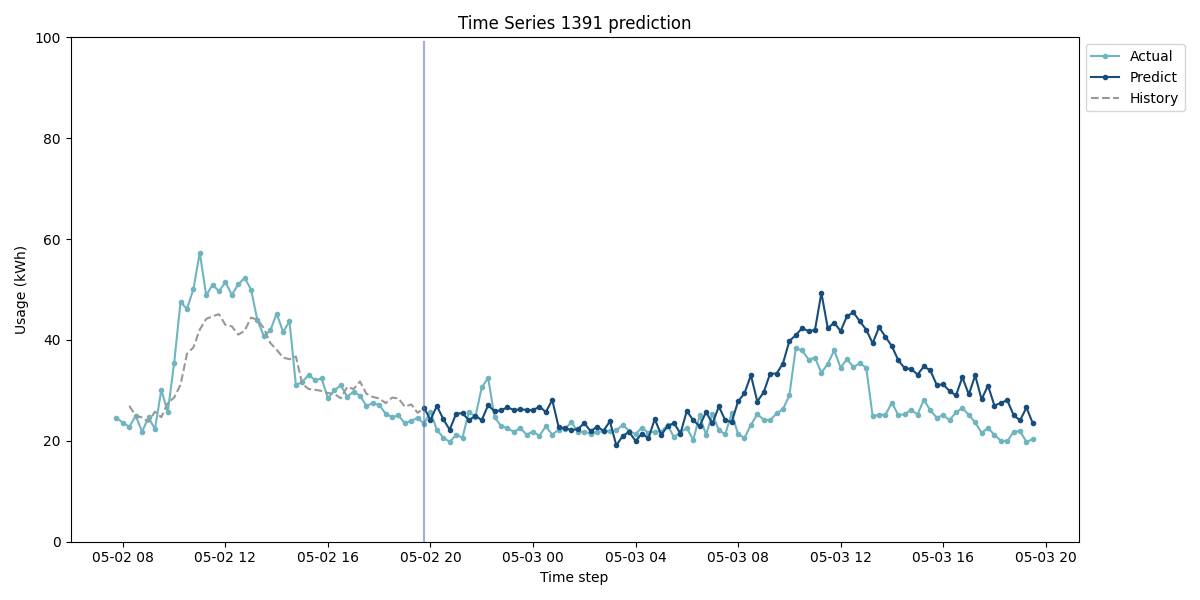 Time Series 1391 prediction
Usage (kWh)
100
80
60
40
20
0
05-02 08
05-02 12
05-02 16
05-02 20
05-03 00
05-03 04
05-03 08
05-03 12
05-03 16
05-03 20
Time step
Actual
Predict
History